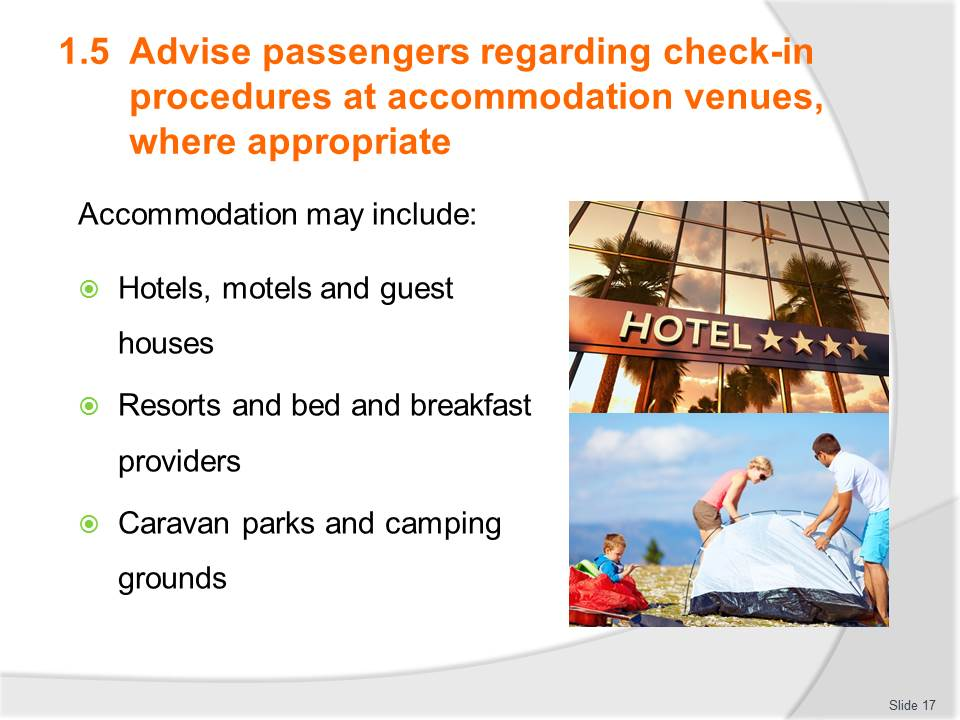 1.5 Advise passengers regarding check-in
procedures at accommodation venues,
where appropriate
Accommodation may include:
Hotels, motels and guest
houses
Resorts and bed and breakfast
providers
Caravan parks and camping
grounds
HOTEL ★★★★
Slide 17